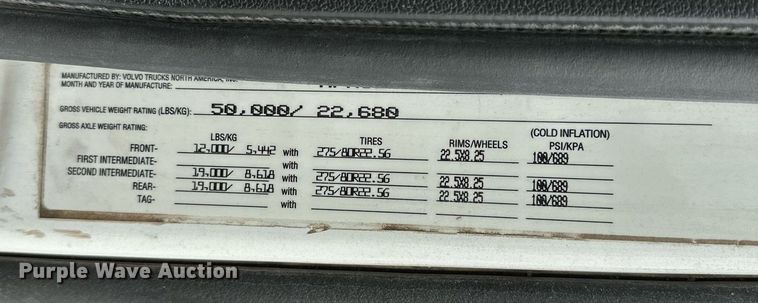 MANUFACTURED BY: VOLVO TRUCKS NORTH AMERICA, INC.
MONTH AND YEAR OF MANUFACTURE:
GROSS VEHICLE WEIGHT RATING (LBS/KG): 50,000/ 22,680
GROSS AXLE WEIGHT RATING:
LBS/KG TIRES RIMS/WHEELS (COLD INFLATION) PSI/KPA
FRONT- 12,000/ 5,442 with 275/80R22.5G 22.5X8.25 100/689
FIRST INTERMEDIATE- with
SECOND INTERMEDIATE- 19,000/ 8,618 with 275/80R22.5G 22.5X8.25 100/689
REAR- 19,000/ 8,618 with 275/80R22.5G 22.5X8.25 100/689
TAG- with
Purple Wave Auction